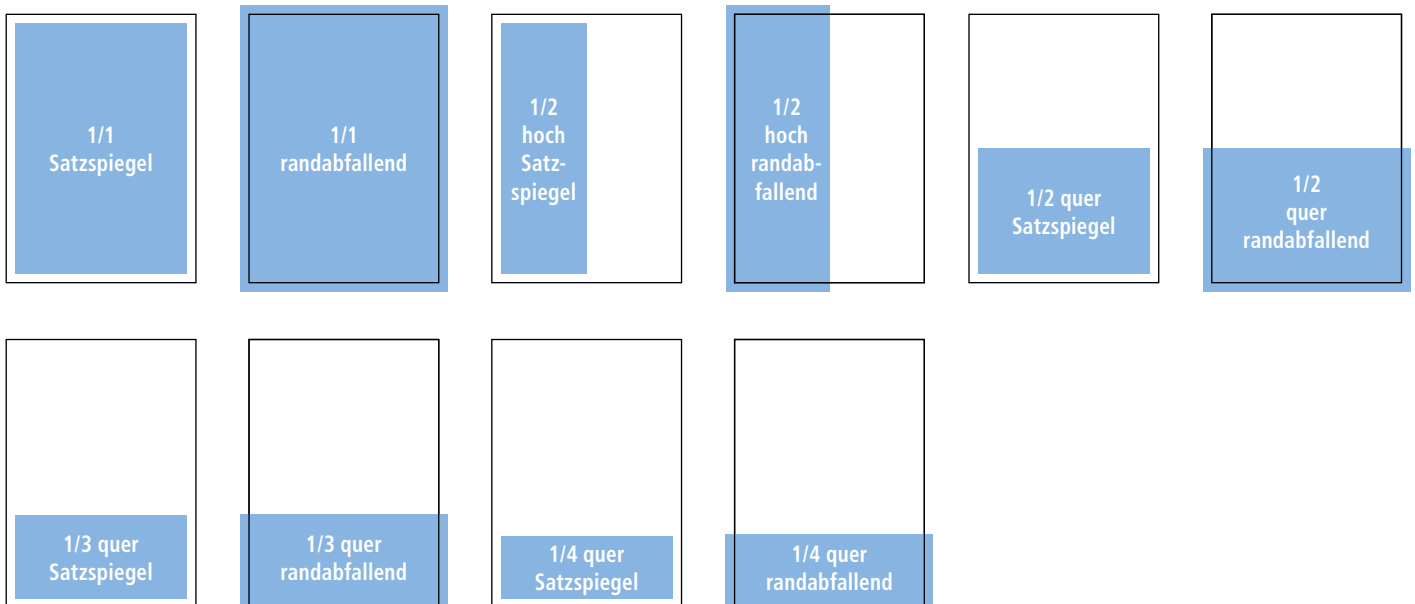 1/1
Satzspiegel
1/1
randabfallend
1/2
hoch
Satz-
spiegel
1/2
hoch
randab-
fallend
1/2 quer
Satzspiegel
1/2
quer
randabfallend
1/3 quer
Satzspiegel
1/3 quer
randabfallend
1/4 quer
Satzspiegel
1/4 quer
randabfallend